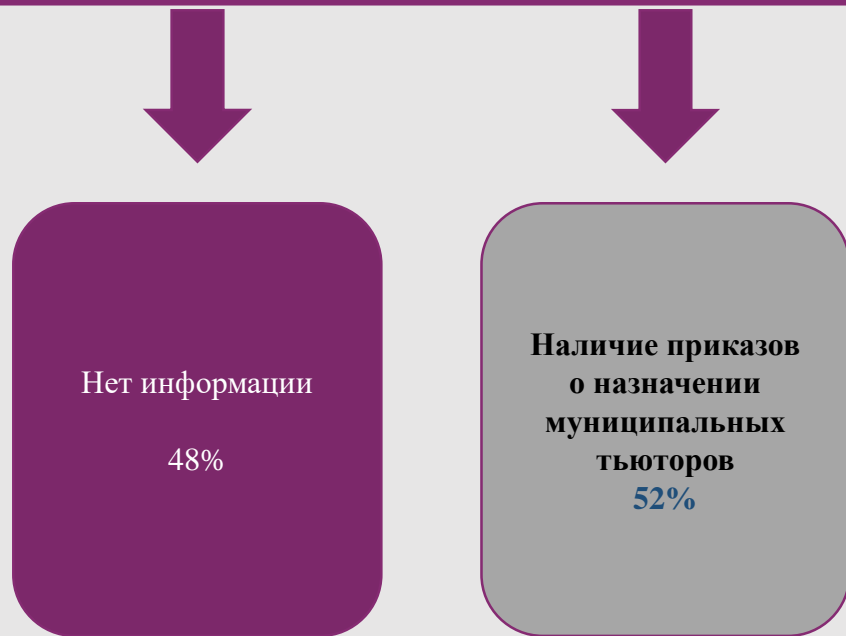 Нет информации
48%
Наличие приказов
о назначении
муниципальных
тьюторов
52%